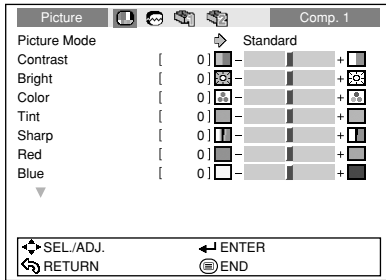 Picture Comp. 1
Picture Mode Standard
Contrast [ 0 ] - +
Bright [ 0 ] - +
Color [ 0 ] - +
Tint [ 0 ] - +
Sharp [ 0 ] - +
Red [ 0 ] - +
Blue [ 0 ] - +
SEL./ADJ. ENTER
RETURN END